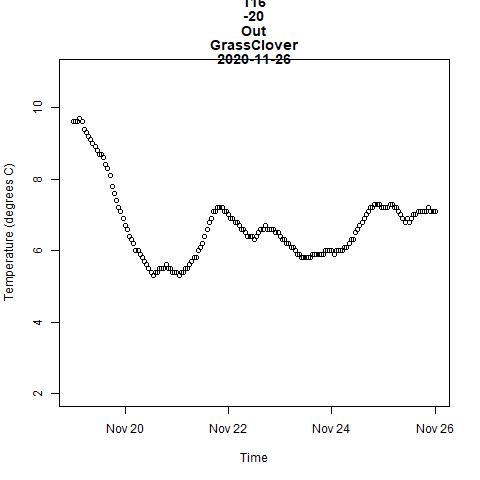 116
-20
Out
GrassClover
2020-11-26
Temperature (degrees C)
10
8
6
4
2
Nov 20
Nov 22
Nov 24
Nov 26
Time